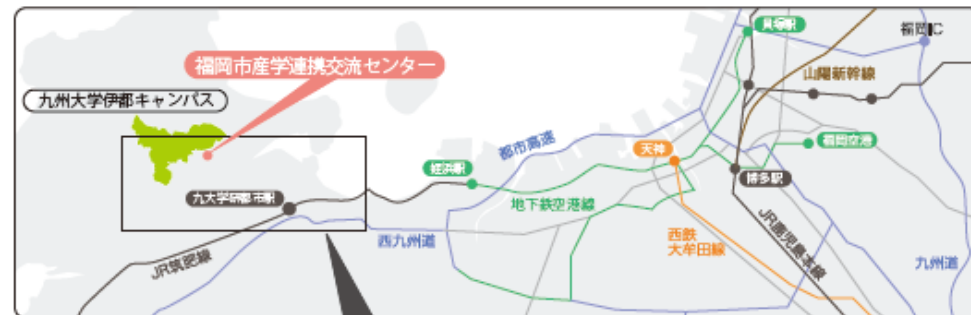 貝塚駅
福岡IC
福岡市産学連携交流センター
山陽新幹線
九州大学伊都キャンパス
都市高速
天神
福岡空港
姪浜駅
博多駅
九大学研都市駅
地下鉄空港線
西九州道
西鉄
大牟田線
JR鹿児島本線
九州道
JR筑肥線